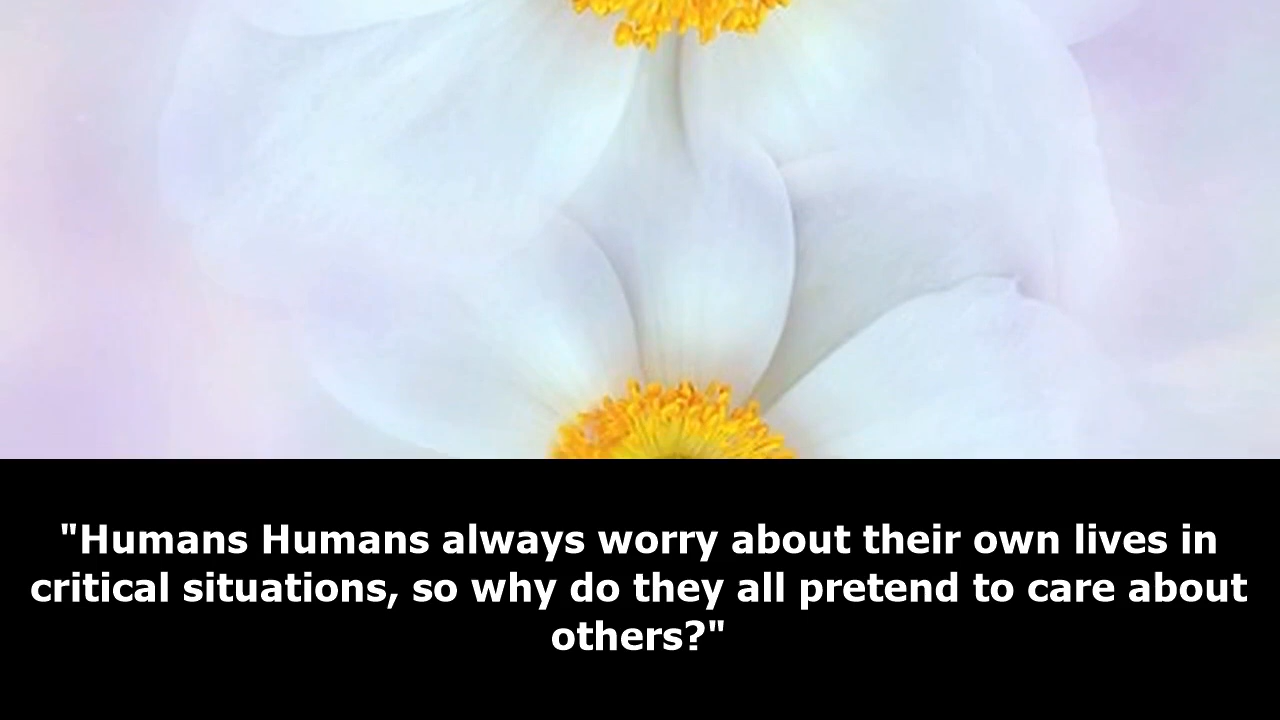 "Humans Humans always worry about their own lives in
critical situations, so why do they all pretend to care about
others?"